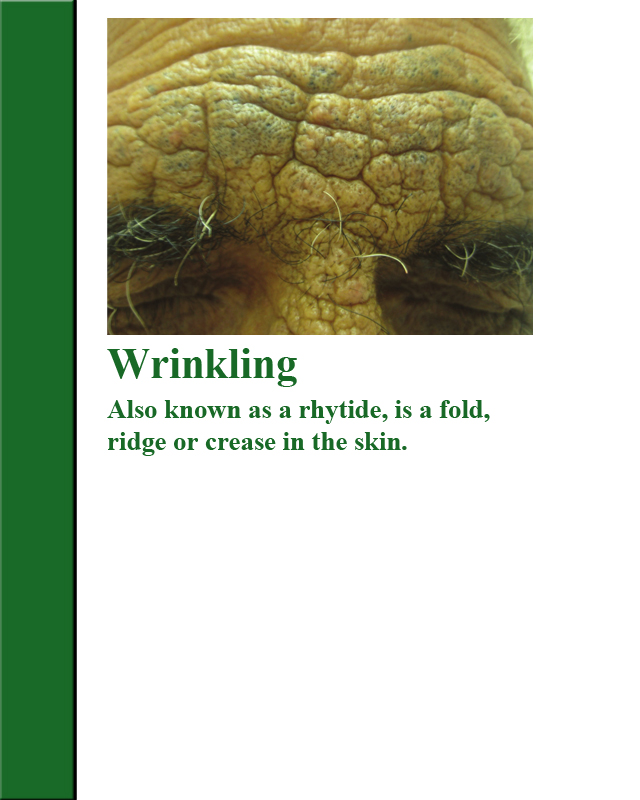 Wrinkling
Also known as a rhytide, is a fold,
ridge or crease in the skin.